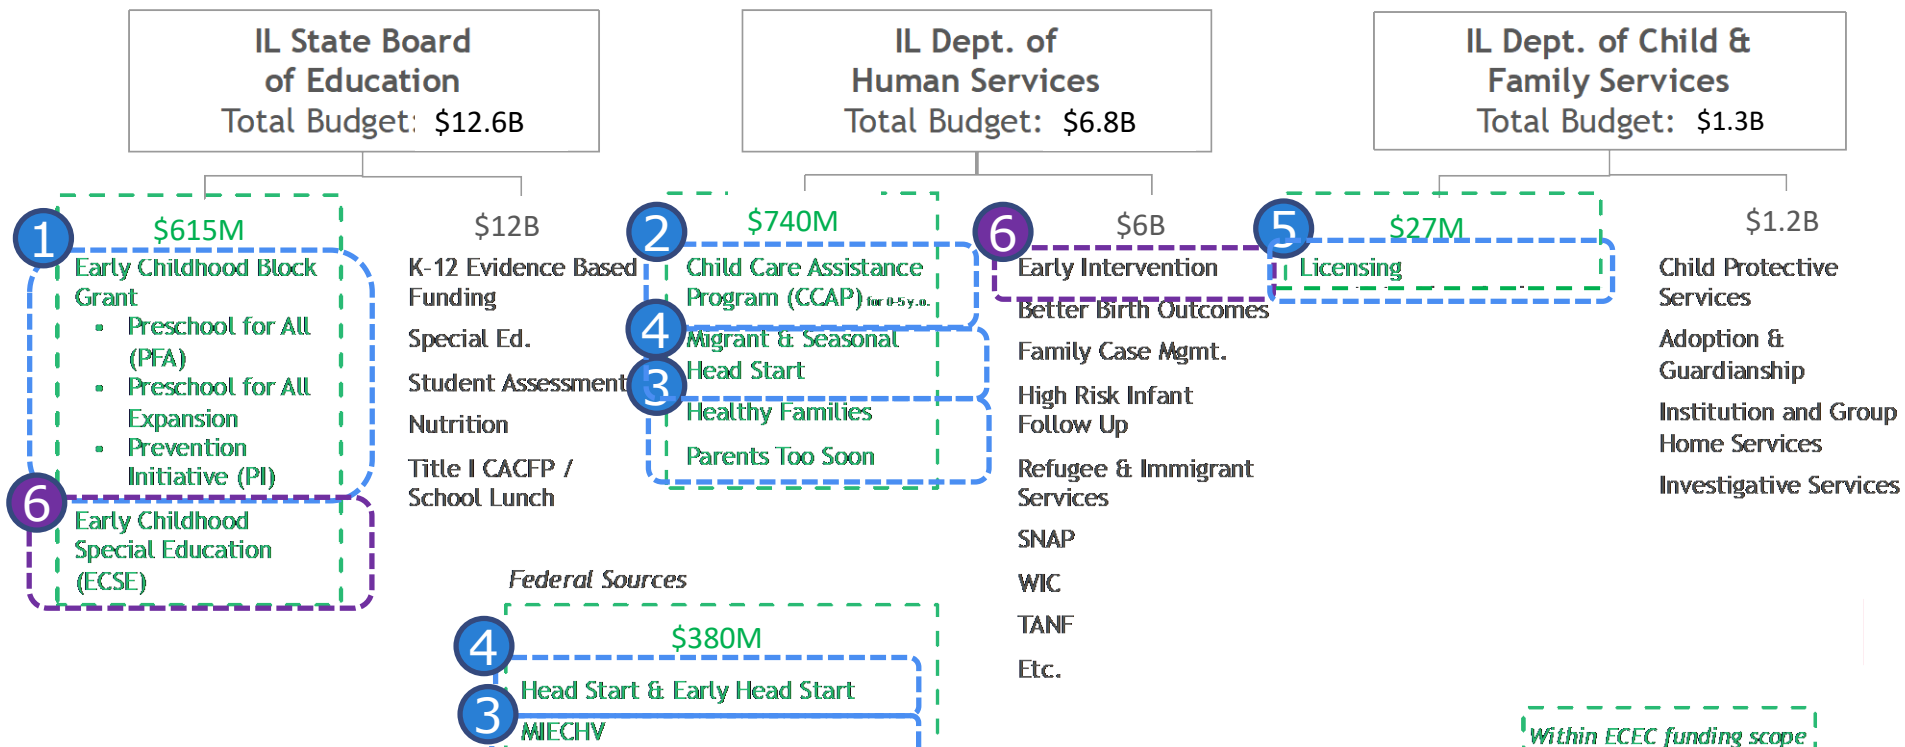 IL State Board
of Education
Total Budget: $12.6B
IL Dept. of
Human Services
Total Budget: $6.8B
IL Dept. of Child &
Family Services
Total Budget: $1.3B
1
$615M
Early Childhood Block
Grant
▪ Preschool for All
(PFA)
▪ Preschool for All
Expansion
▪ Prevention
Initiative (PI)
6
Early Childhood
Special Education
(ECSE)
$12B
K-12 Evidence Based
Funding
Special Ed.
Student Assessment
Nutrition
Title I CACFP /
School Lunch
2
$740M
Child Care Assistance
Program (CCAP) for 0-5 y.o.
4
Migrant & Seasonal
Head Start
3
Healthy Families
Parents Too Soon
6
$6B
Early Intervention
Better Birth Outcomes
Family Case Mgmt.
High Risk Infant
Follow Up
Refugee & Immigrant
Services
SNAP
WIC
TANF
Etc.
5
$27M
Licensing
$1.2B
Child Protective
Services
Adoption &
Guardianship
Institution and Group
Home Services
Investigative Services
Federal Sources
$380M
4
Head Start & Early Head Start
3
MIECHV
Within ECEC funding scope